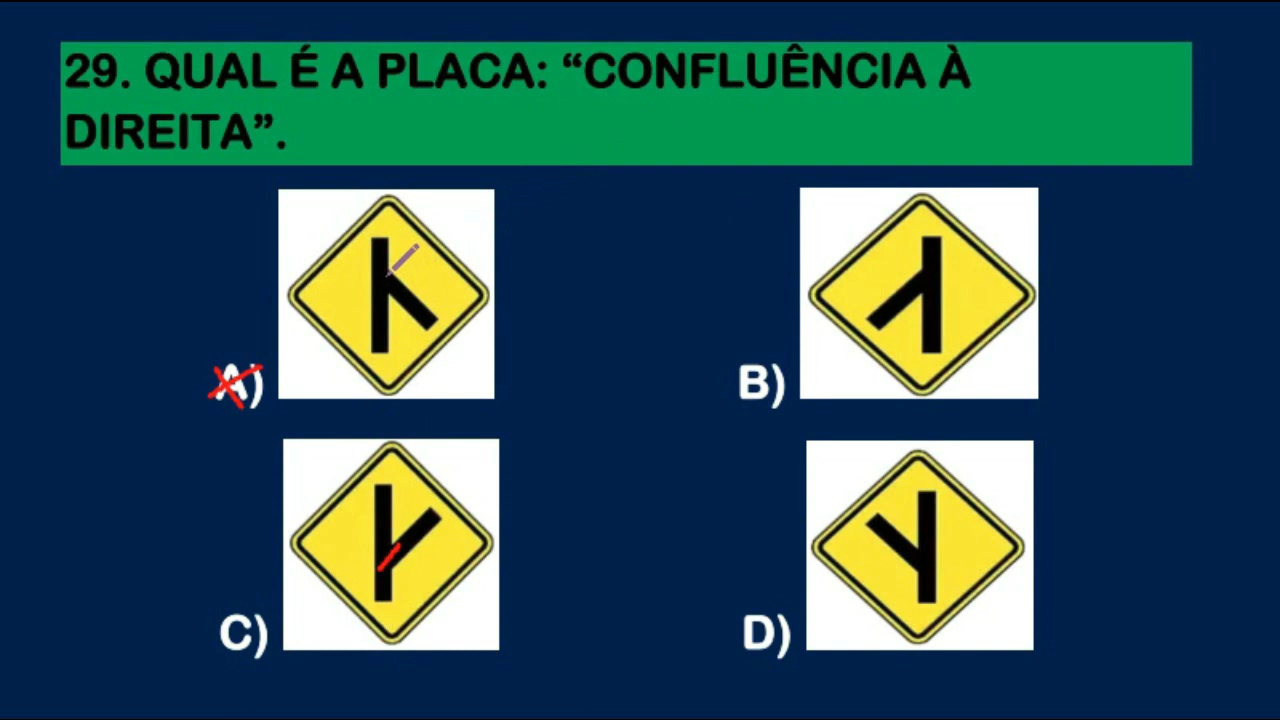 29. QUAL É A PLACA: “CONFLUÊNCIA À
DIREITA”.
A)
B)
C)
D)